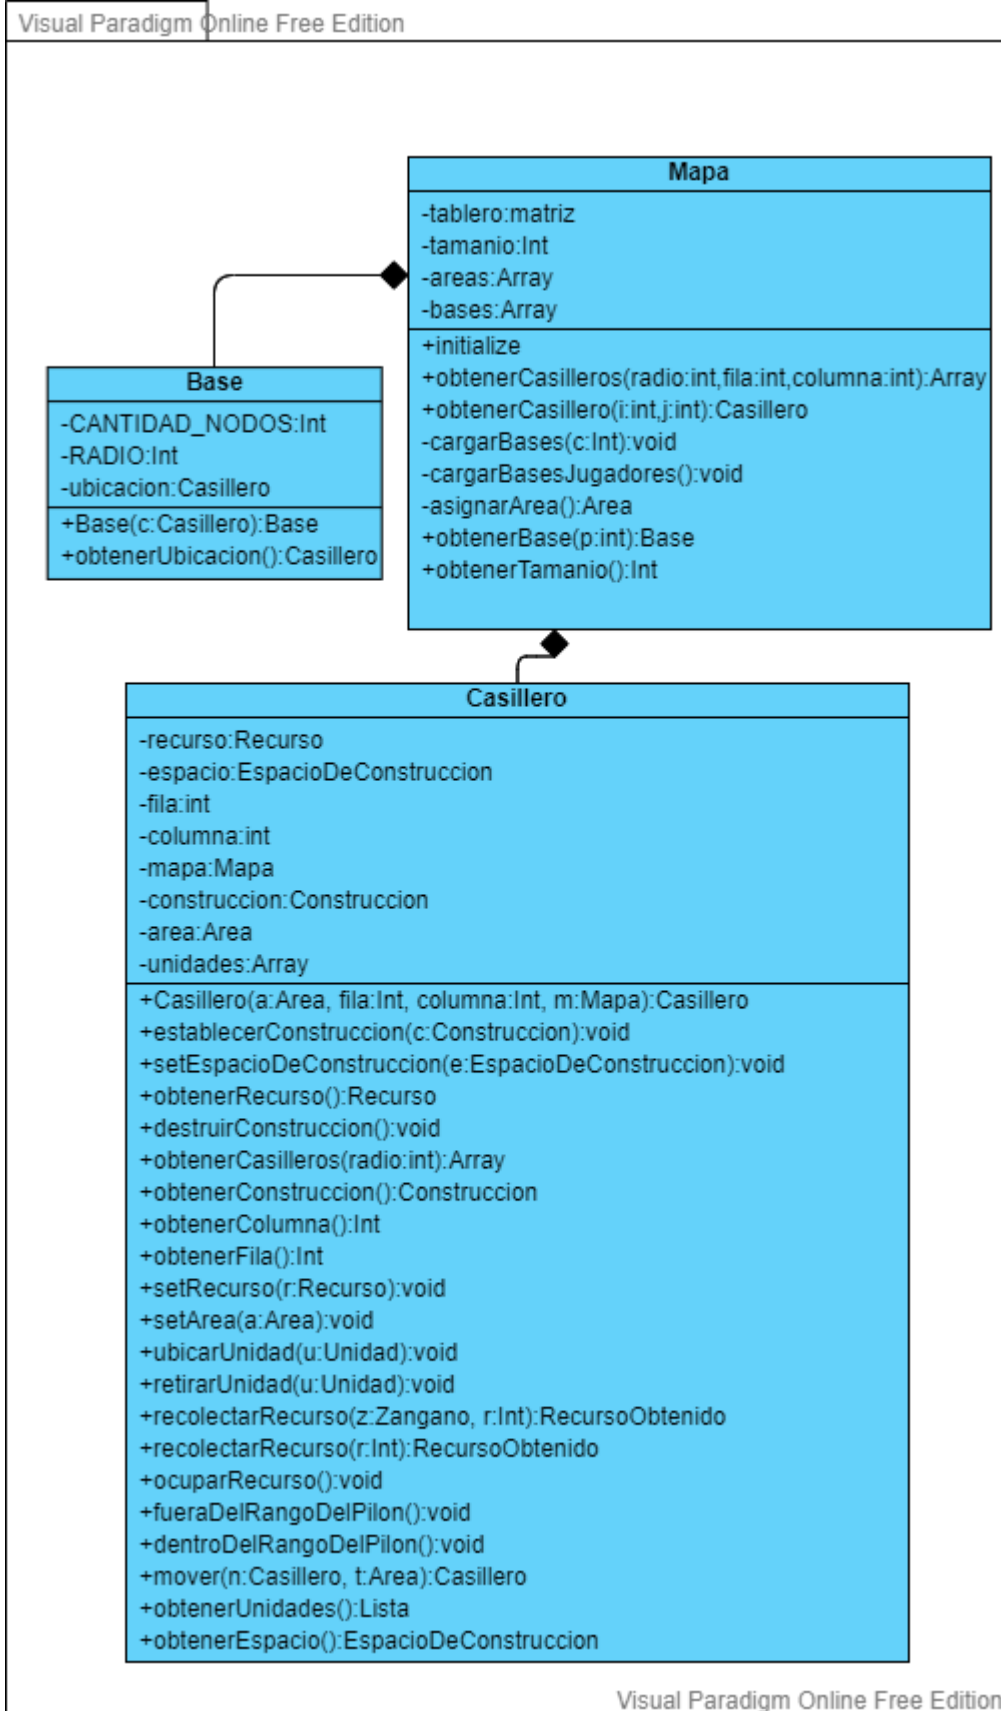 Visual Paradigm Online Free Edition
Mapa
-tablero:matriz
-tamanio:Int
-areas:Array
-bases:Array
+initialize
+obtenerCasilleros(radio:int,fila:int,columna:int):Array
+obtenerCasillero(i:int,j:int):Casillero
-cargarBases(c:Int):void
-cargarBasesJugadores():void
-asignarArea():Area
+obtenerBase(p:int):Base
+obtenerTamanio():Int
Base
-CANTIDAD_NODOS:Int
-RADIO:Int
-ubicacion:Casillero
+Base(c:Casillero):Base
+obtenerUbicacion():Casillero
Casillero
-recurso:Recurso
-espacio:EspacioDeConstruccion
-fila:int
-columna:int
-mapa:Mapa
-construccion:Construccion
-area:Area
-unidades:Array
+Casillero(a:Area, fila:Int, columna:Int, m:Mapa):Casillero
+establecerConstruccion(c:Construccion):void
+setEspacioDeConstruccion(e:EspacioDeConstruccion):void
+obtenerRecurso():Recurso
+destruirConstruccion():void
+obtenerCasilleros(radio:int):Array
+obtenerConstruccion():Construccion
+obtenerColumna():Int
+obtenerFila():Int
+setRecurso(r:Recurso):void
+setArea(a:Area):void
+ubicarUnidad(u:Unidad):void
+retirarUnidad(u:Unidad):void
+recolectarRecurso(z:Zangano, r:Int):RecursoObtenido
+recolectarRecurso(r:Int):RecursoObtenido
+ocuparRecurso():void
+fueraDelRangoDelPilon():void
+dentroDelRangoDelPilon():void
+mover(n:Casillero, t:Area):Casillero
+obtenerUnidades():Lista
+obtenerEspacio():EspacioDeConstruccion
Visual Paradigm Online Free Edition